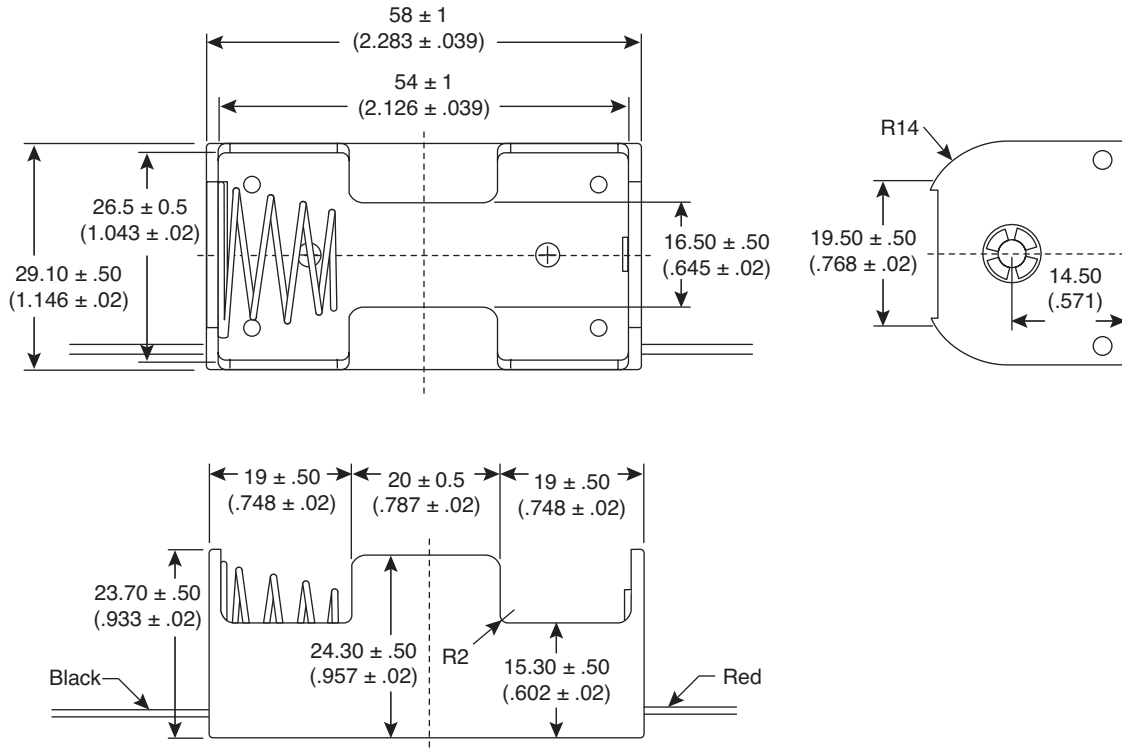 58 ± 1
(2.283 ± .039)
54 ± 1
(2.126 ± .039)
R14
26.5 ± 0.5
(1.043 ± .02)
29.10 ± .50
(1.146 ± .02)
16.50 ± .50
(.645 ± .02)
19.50 ± .50
(.768 ± .02)
14.50
(.571)
19 ± .50
(.748 ± .02)
20 ± 0.5
(.787 ± .02)
19 ± .50
(.748 ± .02)
23.70 ± .50
(.933 ± .02)
24.30 ± .50
(.957 ± .02)
R2
15.30 ± .50
(.602 ± .02)
Black
Red